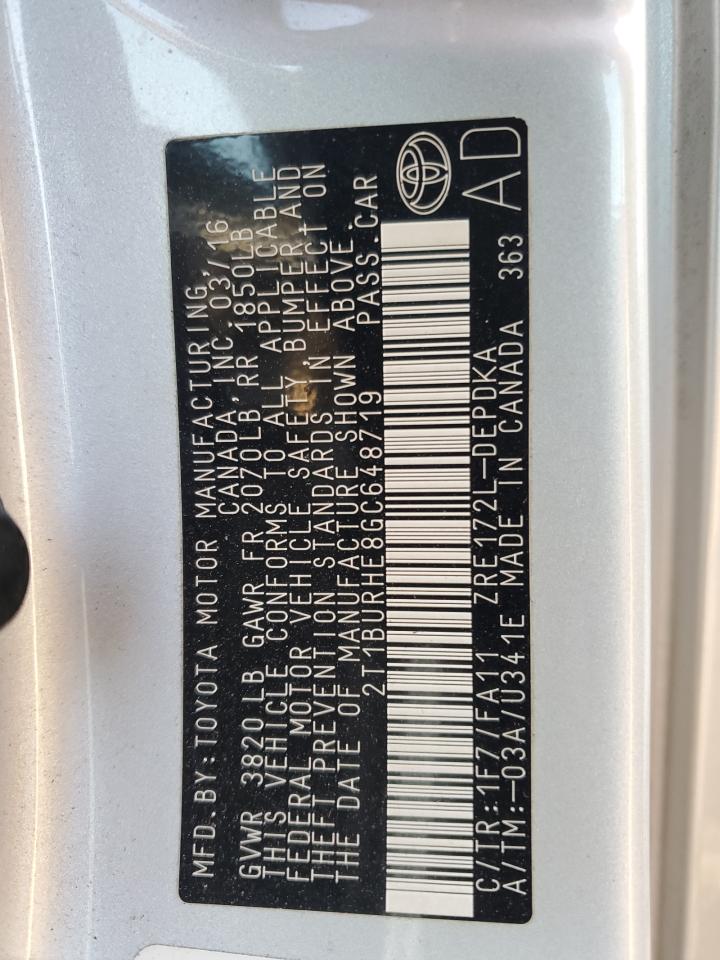 MFD.BY:TOYOTA MOTOR MANUFACTURING,
CANADA, INC. 03/16
GVWR 3820LB GAWR FR 2070LB,RR 1850LB
THIS VEHICLE CONFORMS TO ALL APPLICABLE
FEDERAL MOTOR VEHICLE SAFETY,BUMPER,AND
THEFT PREVENTION STANDARDS IN EFFECT ON
THE DATE OF MANUFACTURE SHOWN ABOVE.
2T1BURHE8GC648719 PASS.CAR
C/TR:1F7/FA11 ZRE172L-DEPDKA
A/TM:-03A/U341E MADE IN CANADA 363 AD